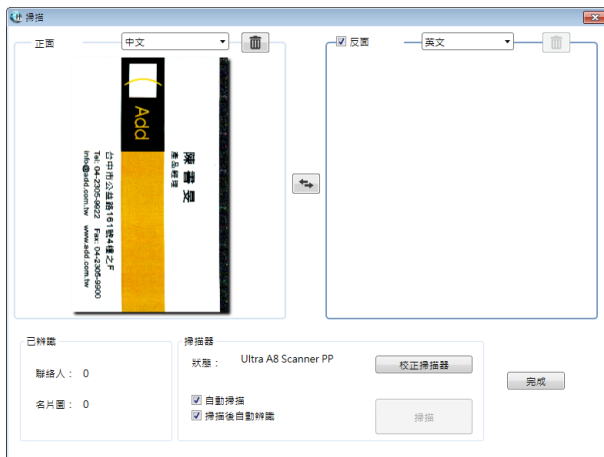 掃描
正面
中文
反面
英文
Add
陳書旻
產品經理
台中市公益路161號4樓之F
Tel: 04-2305-9922 Fax: 04-2305-9900
info@add.com.tw www.add.com.tw
已辨識
聯絡人： 0
名片圖： 0
掃描器
狀態： Ultra A8 Scanner PP
校正掃描器
自動掃描
掃描後自動辨識
掃描
完成